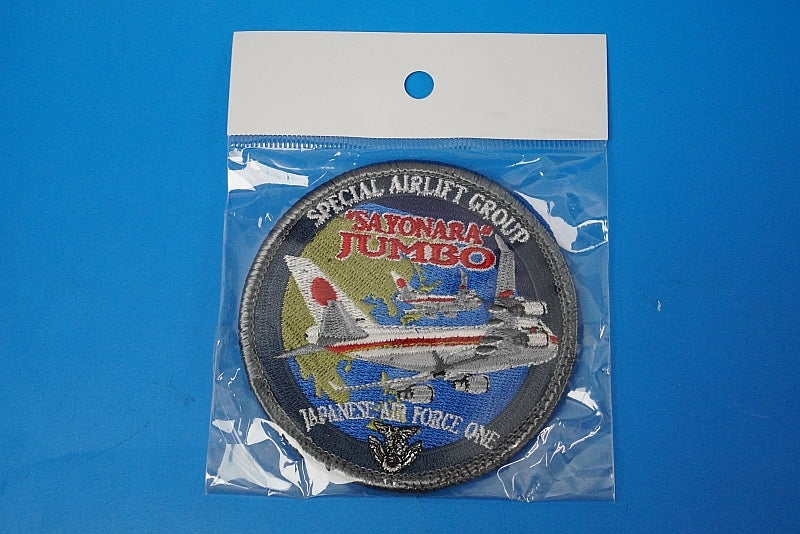 SPECIAL AIRLIFT GROUP
"SAYONARA"
JUMBO
JAPANESE-AIR FORCE ONE